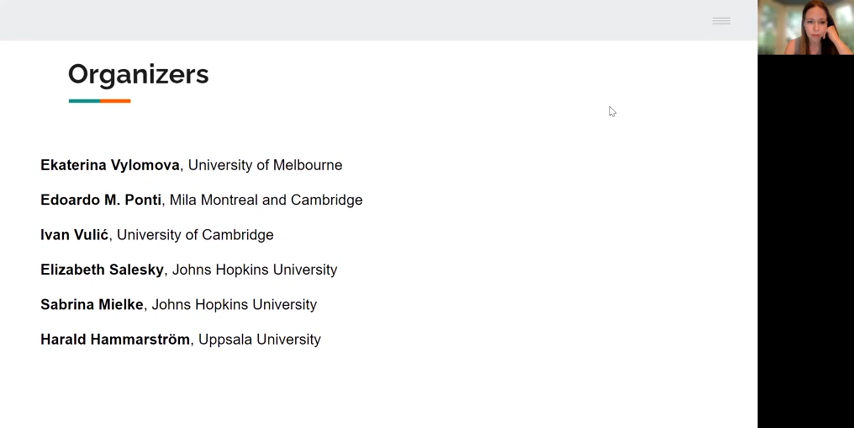 Organizers
Ekaterina Vylomova, University of Melbourne
Edoardo M. Ponti, Mila Montreal and Cambridge
Ivan Vulić, University of Cambridge
Elizabeth Salesky, Johns Hopkins University
Sabrina Mielke, Johns Hopkins University
Harald Hammarström, Uppsala University